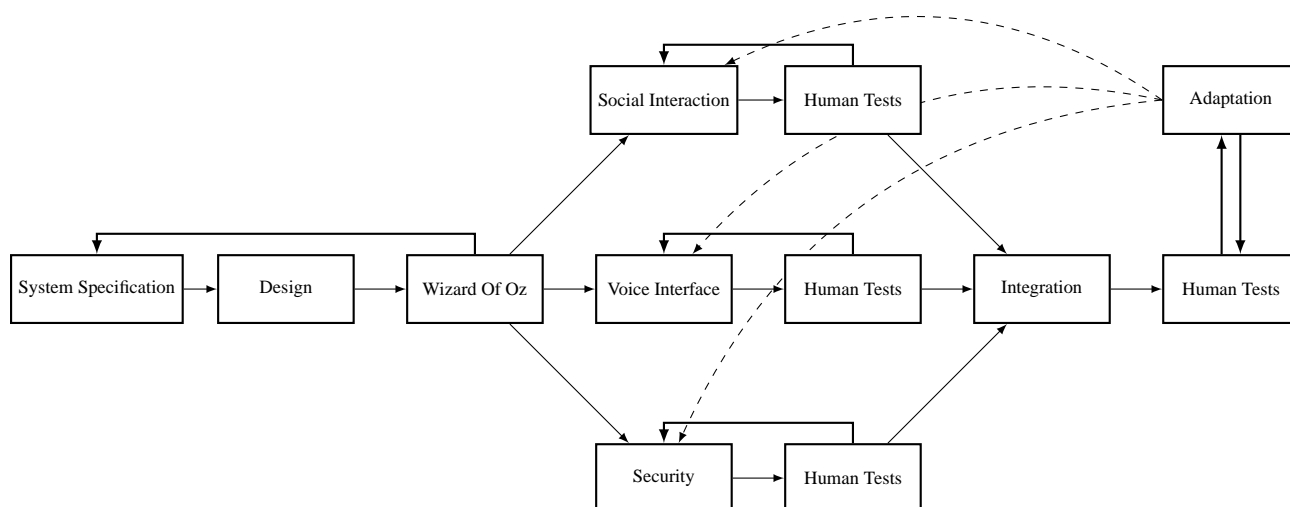 Social Interaction
Human Tests
Adaptation
System Specification
Design
Wizard Of Oz
Voice Interface
Human Tests
Integration
Human Tests
Security
Human Tests